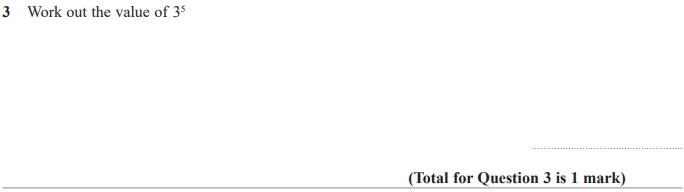 3 Work out the value of 3⁵
(Total for Question 3 is 1 mark)